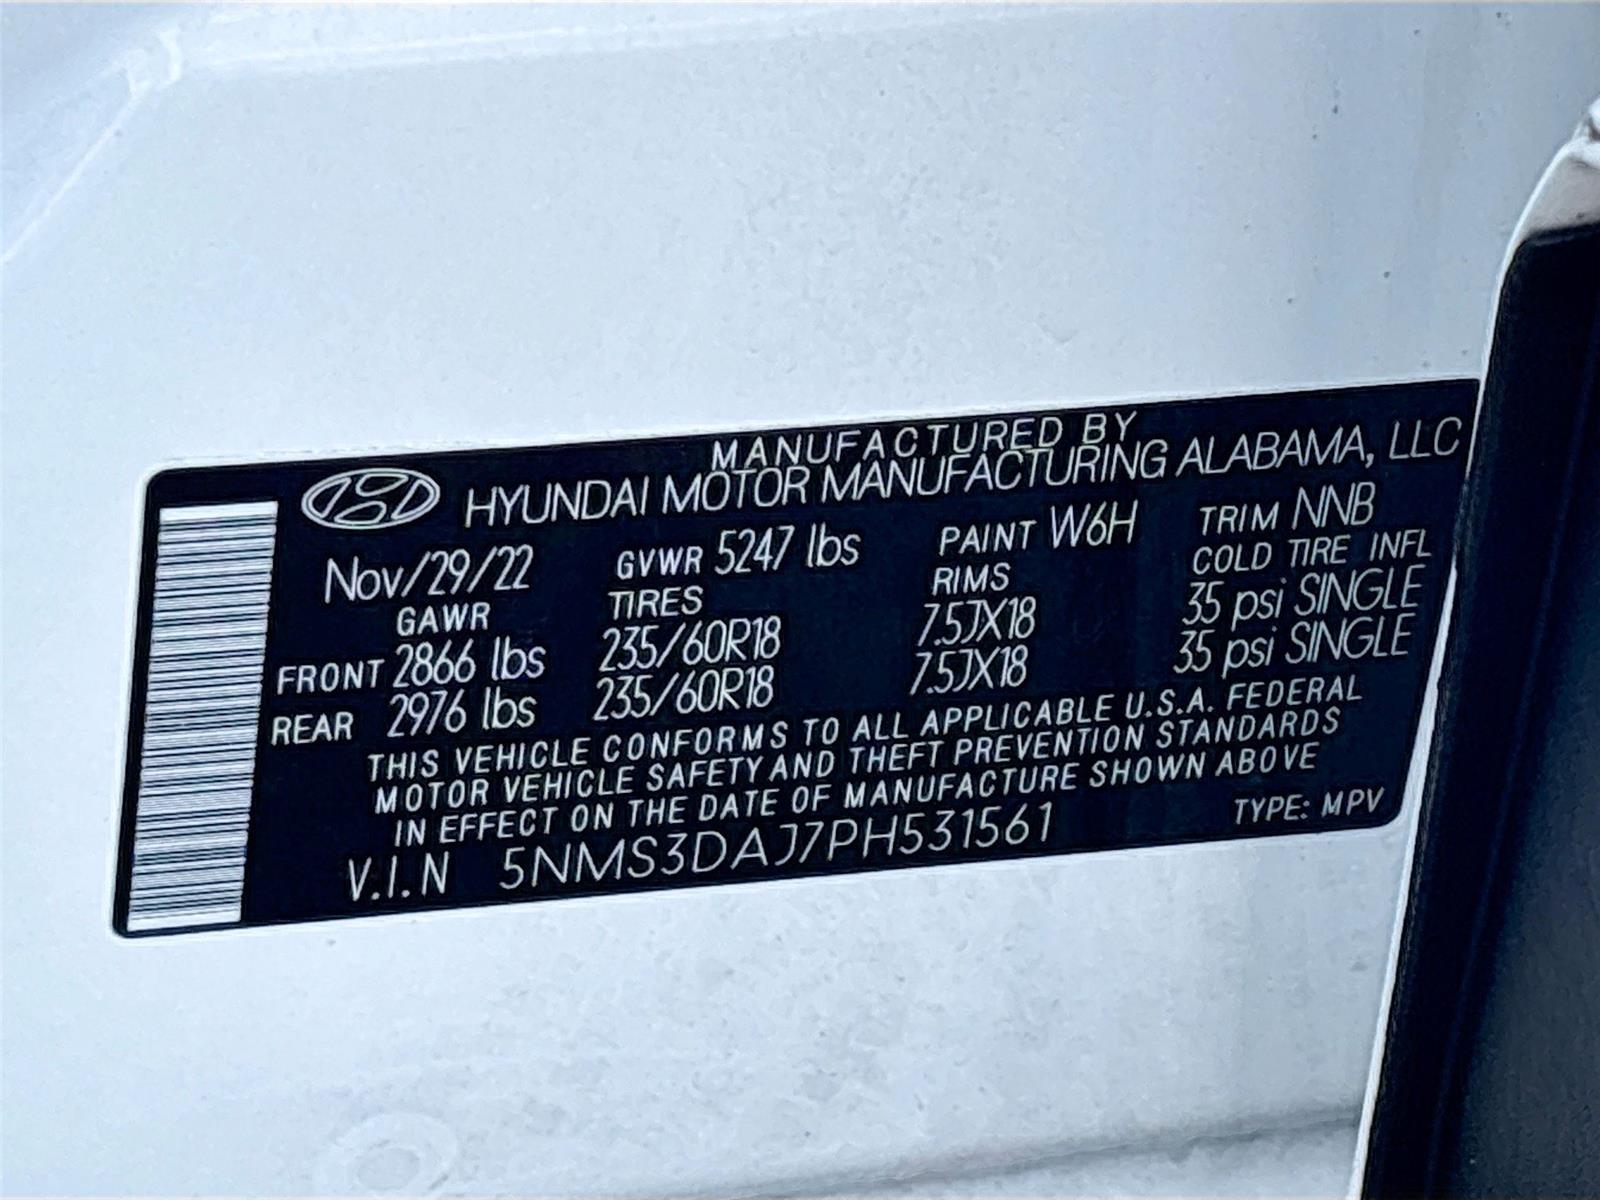 MANUFACTURED BY
HYUNDAI MOTOR MANUFACTURING ALABAMA, LLC
Nov/29/22 GVWR 5247 lbs PAINT W6H TRIM NNB
GAWR TIRES RIMS COLD TIRE INFL
FRONT 2866 lbs 235/60R18 7.5JX18 35 psi SINGLE
REAR 2976 lbs 235/60R18 7.5JX18 35 psi SINGLE
THIS VEHICLE CONFORMS TO ALL APPLICABLE U.S.A. FEDERAL
MOTOR VEHICLE SAFETY AND THEFT PREVENTION STANDARDS
IN EFFECT ON THE DATE OF MANUFACTURE SHOWN ABOVE
V.I.N 5NMS3DAJ7PH531561 TYPE: MPV